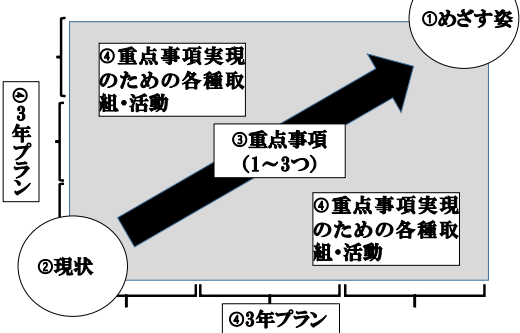 ①めざす姿
④重点事項実現
のための各種取
組・活動
④3年プラン
③重点事項
（1～3つ）
④重点事項実現
のための各種取
組・活動
②現状
④3年プラン